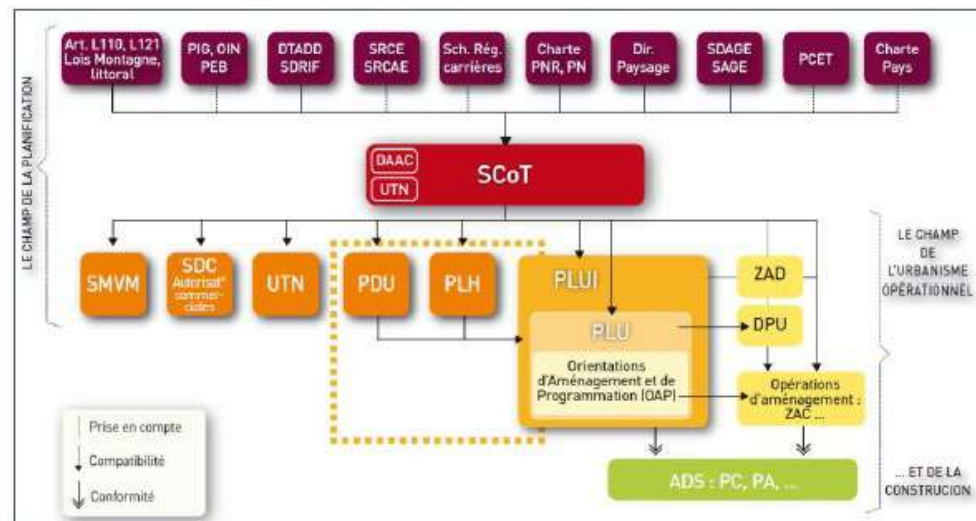 LE CHAMP DE LA PLANIFICATION
Art. L110, L121
Lois Montagne,
littoral
PIG, OIN
PEB
DTADD
SDRIF
SRCE
SRCAE
Sch. Rég.
carrières
Charte
PNR, PN
Dir.
Paysage
SDAGE
SAGE
PCET
Charte
Pays
DAAC
UTN
SCoT
SMVM
SDC
Autorisat°
commer-
ciales
UTN
PDU
PLH
PLUI
PLU
Orientations
d'Aménagement et de
Programmation (OAP)
ZAD
DPU
Opérations
d'aménagement :
ZAC ...
LE CHAMP
DE
L'URBANISME
OPÉRATIONNEL
Prise en compte
Compatibilité
Conformité
ADS : PC, PA, ...
... ET DE LA
CONSTRUCION